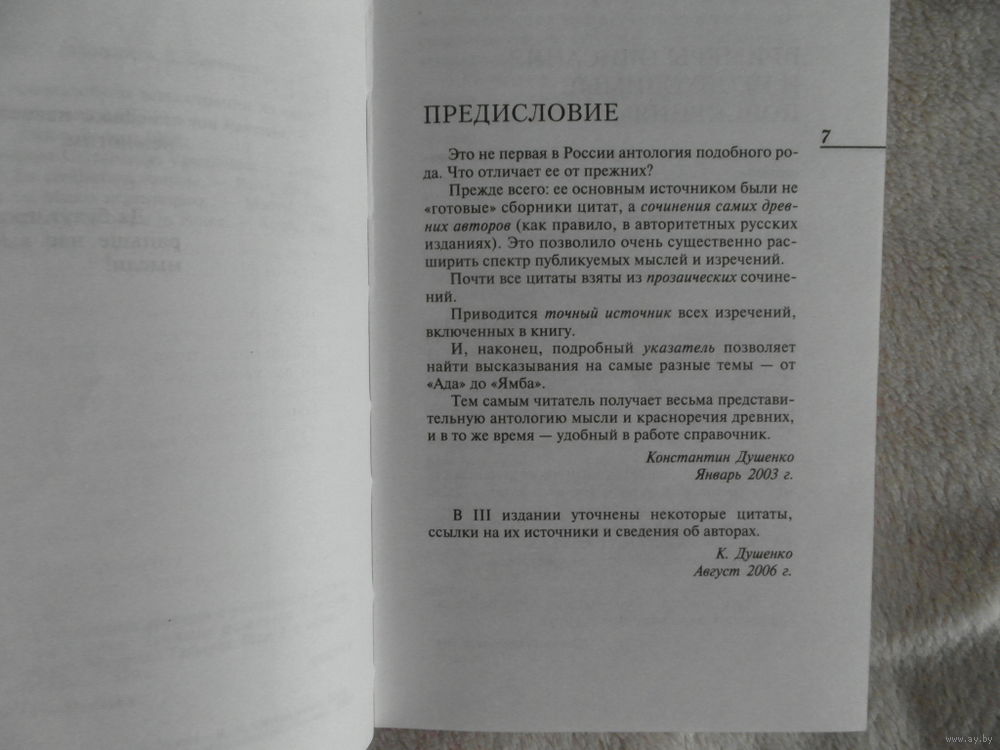 ПРЕДИСЛОВИЕ
7
Это не первая в России антология подобного ро-
да. Что отличает ее от прежних?
Прежде всего: ее основным источником были не
«готовые» сборники цитат, а сочинения самих древ-
них авторов (как правило, в авторитетных русских
изданиях). Это позволило очень существенно рас-
ширить спектр публикуемых мыслей и изречений.
Почти все цитаты взяты из прозаических сочине-
ний.
Приводится точный источник всех изречений,
включенных в книгу.
И, наконец, подробный указатель позволяет
найти высказывания на самые разные темы — от
«Ада» до «Ямба».
Тем самым читатель получает весьма представи-
тельную антологию мысли и красноречия древних,
и в то же время — удобный в работе справочник.
Константин Душенко
Январь 2003 г.
В III издании уточнены некоторые цитаты,
ссылки на их источники и сведения об авторах.
К. Душенко
Август 2006 г.
www.ay.by